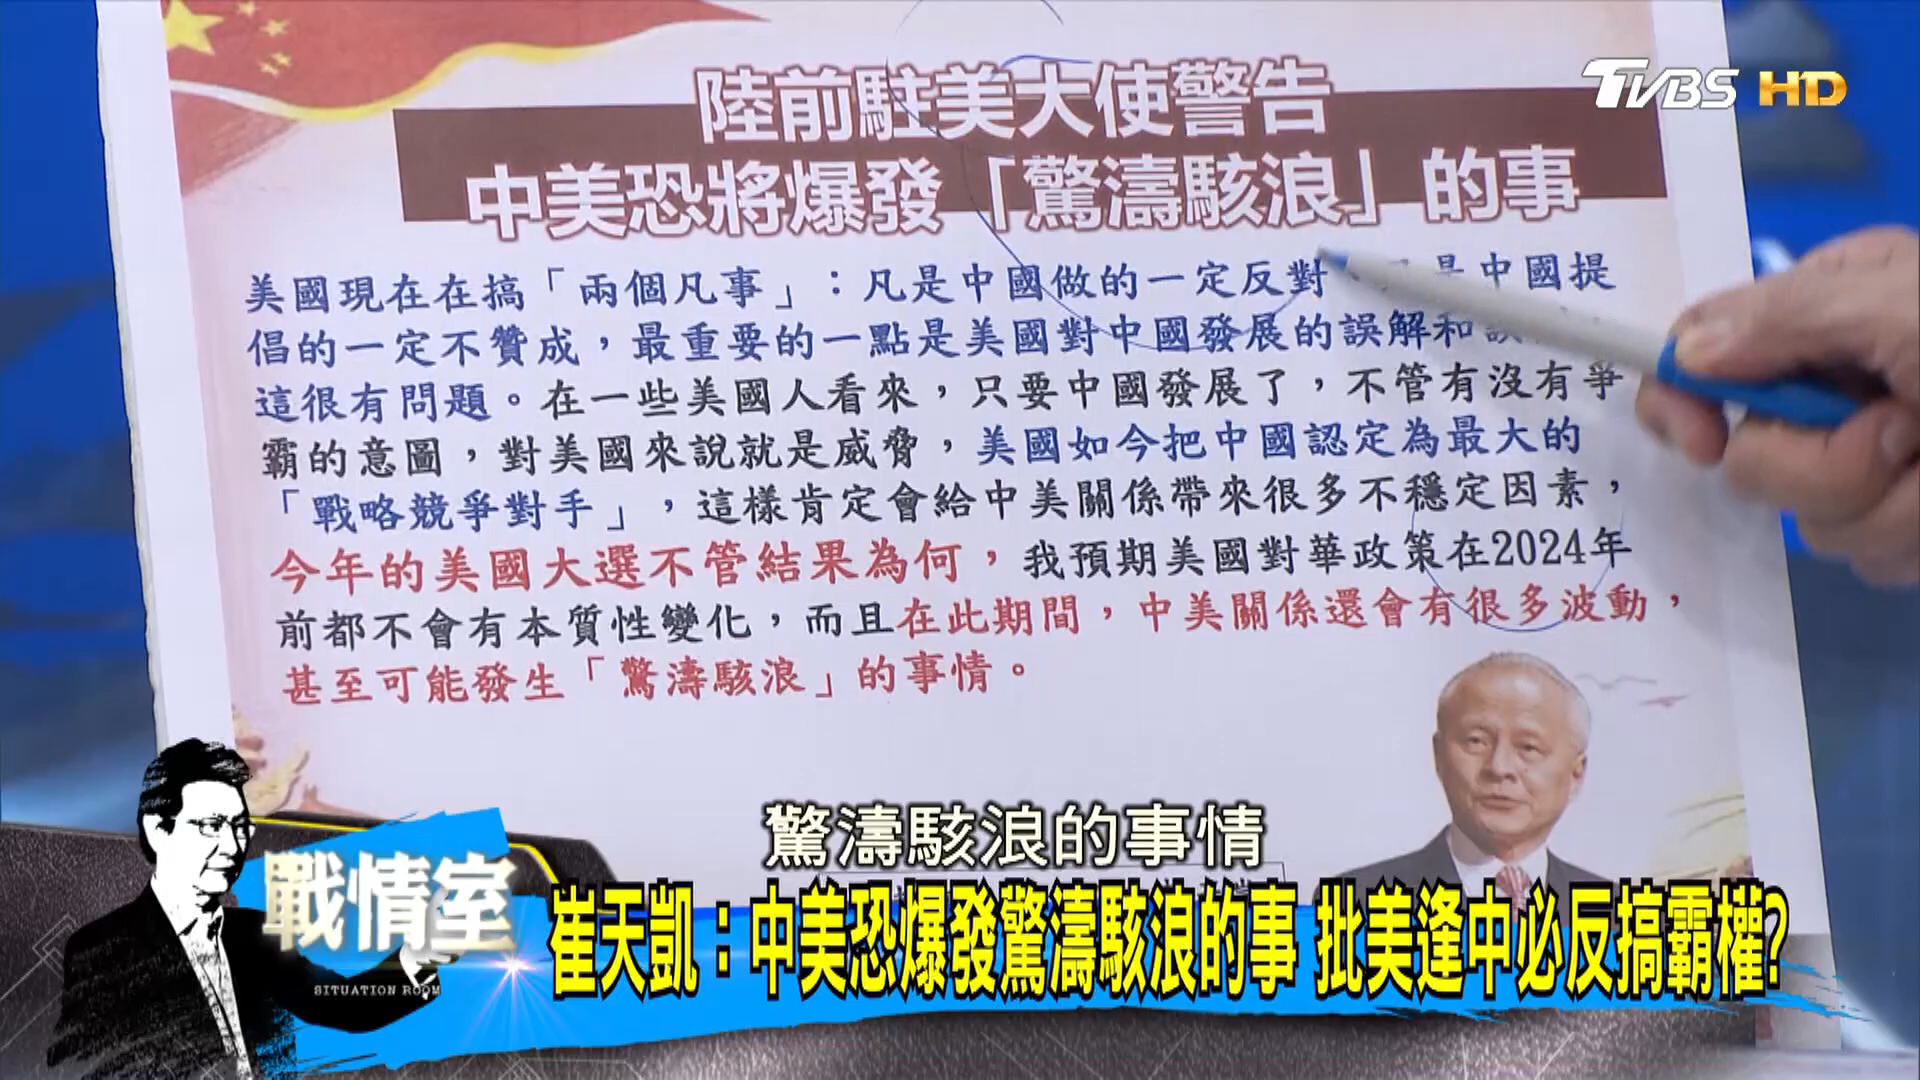 TVBS HD
陸前駐美大使警告
中美恐將爆發「驚濤駭浪」的事
美國現在在搞「兩個凡事」：凡是中國做的一定反對 是中國提
倡的一定不贊成，最重要的一點是美國對中國發展的誤解和
這很有問題。在一些美國人看來，只要中國發展了，不管有沒有爭
霸的意圖，對美國來說就是威脅，美國如今把中國認定為最大的
「戰略競爭對手」，這樣肯定會給中美關係帶來很多不穩定因素，
今年的美國大選不管結果為何，我預期美國對華政策在2024年
前都不會有本質性變化，而且在此期間，中美關係還會有很多波動，
甚至可能發生「驚濤駭浪」的事情。
驚濤駭浪的事情
戰情室
SITUATION ROOM
崔天凱：中美恐爆發驚濤駭浪的事 批美逢中必反搞霸權?